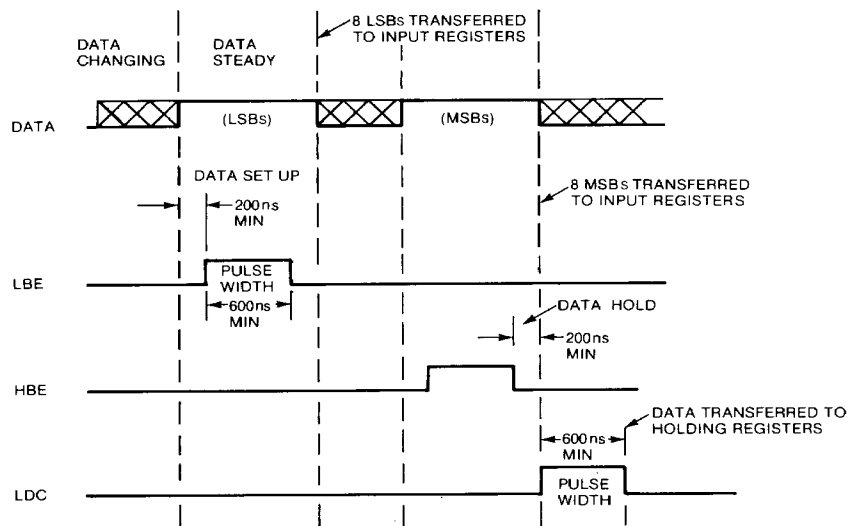 8 LSBs TRANSFERRED
TO INPUT REGISTERS
DATA
CHANGING
DATA
STEADY
DATA
(LSBs)
(MSBs)
DATA SET UP
200ns
MIN
8 MSBs TRANSFERRED
TO INPUT REGISTERS
LBE
PULSE
WIDTH
600ns
MIN
DATA HOLD
200ns
MIN
HBE
DATA TRANSFERRED TO
HOLDING REGISTERS
600ns
MIN
LDC
PULSE
WIDTH